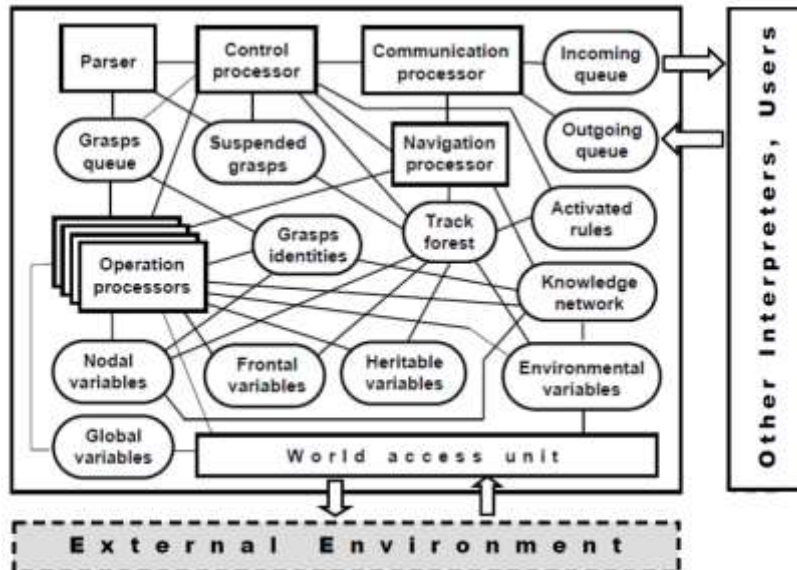 Parser
Control
processor
Communication
processor
Incoming
queue
Grasps
queue
Suspended
grasps
Navigation
processor
Outgoing
queue
Operation
processors
Grasps
identities
Track
forest
Activated
rules
Knowledge
network
Nodal
variables
Frontal
variables
Heritable
variables
Environmental
variables
Global
variables
World access unit
External Environment
Other Interpreters, Users